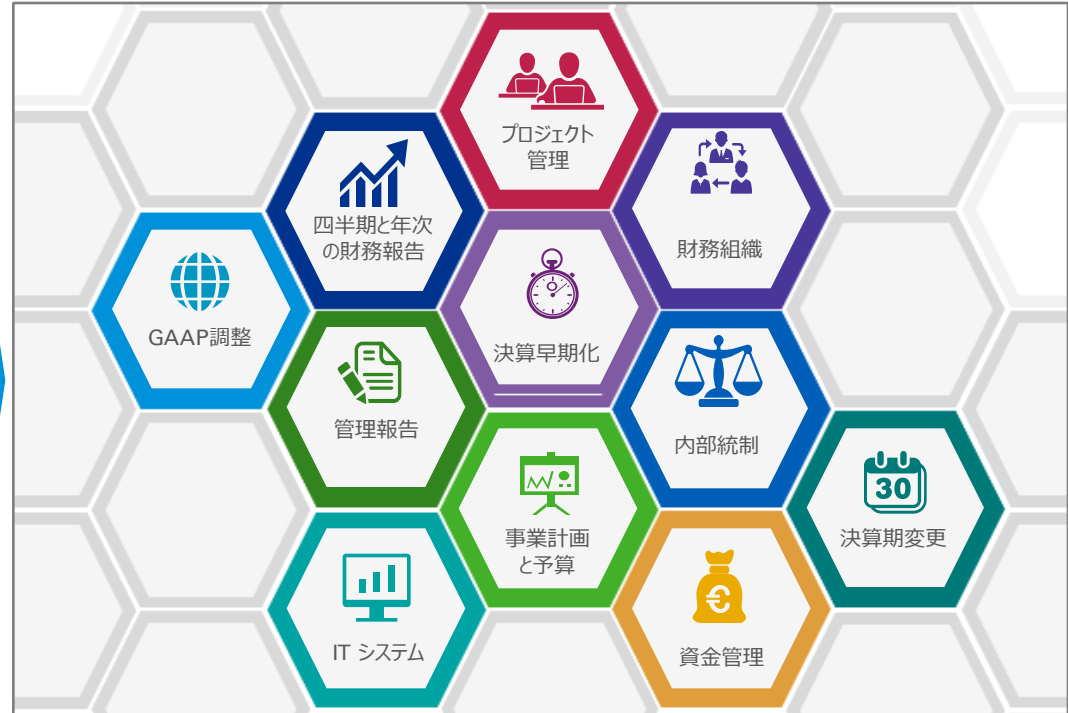 プロジェクト
管理
四半期と年次
の財務報告
財務組織
GAAP調整
決算早期化
管理報告
内部統制
事業計画
と予算
30
決算期変更
IT システム
€
資金管理